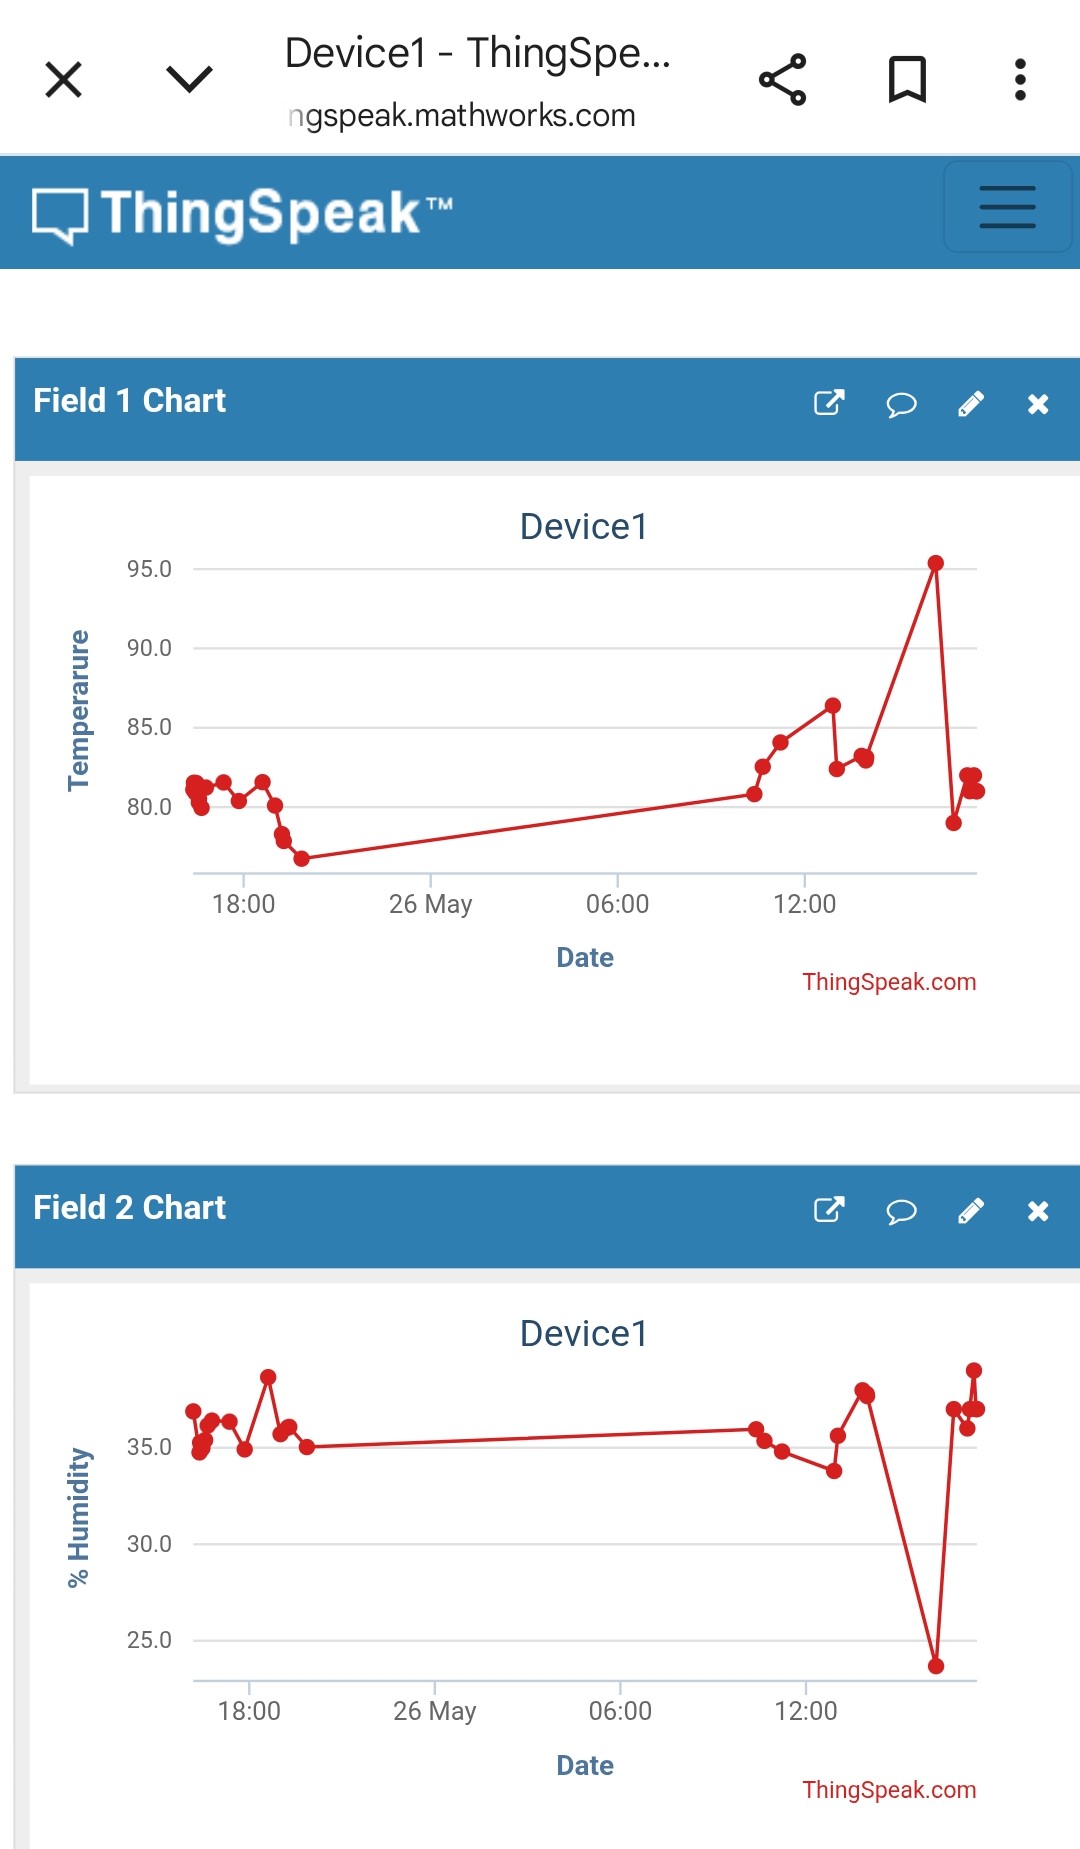 Device1 - ThingSpe...
ngspeak.mathworks.com
ThingSpeak™
Field 1 Chart
Device1
95.0
90.0
85.0
80.0
Temperarure
18:00 26 May 06:00 12:00
Date
ThingSpeak.com
Field 2 Chart
Device1
35.0
30.0
25.0
% Humidity
18:00 26 May 06:00 12:00
Date
ThingSpeak.com